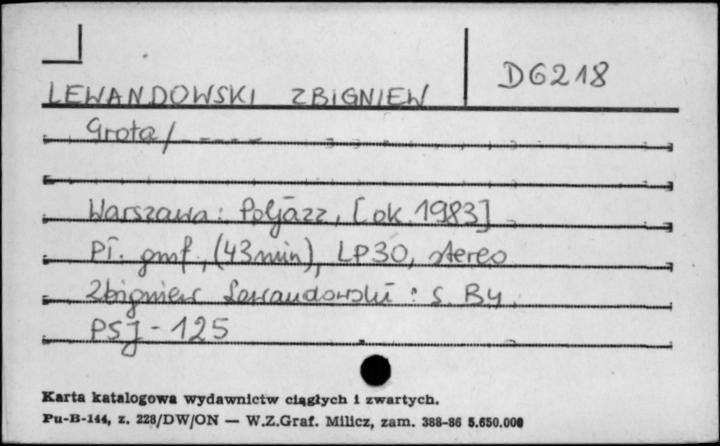 DG218
LEWANDOWSKI ZBIGNIEW
Grota /
Warszawa: Poljazz, [ok. 1983]
Pł. gmf., (43 min), LP30, stereo
Zbigniew Lewandowski: S. By.
PSJ - 125
Karta katalogowa wydawnictw ciągłych i zwartych.
Pu-B-144, z. 228/DW/ON — W.Z.Graf. Milicz, zam. 388-86 5.650.000